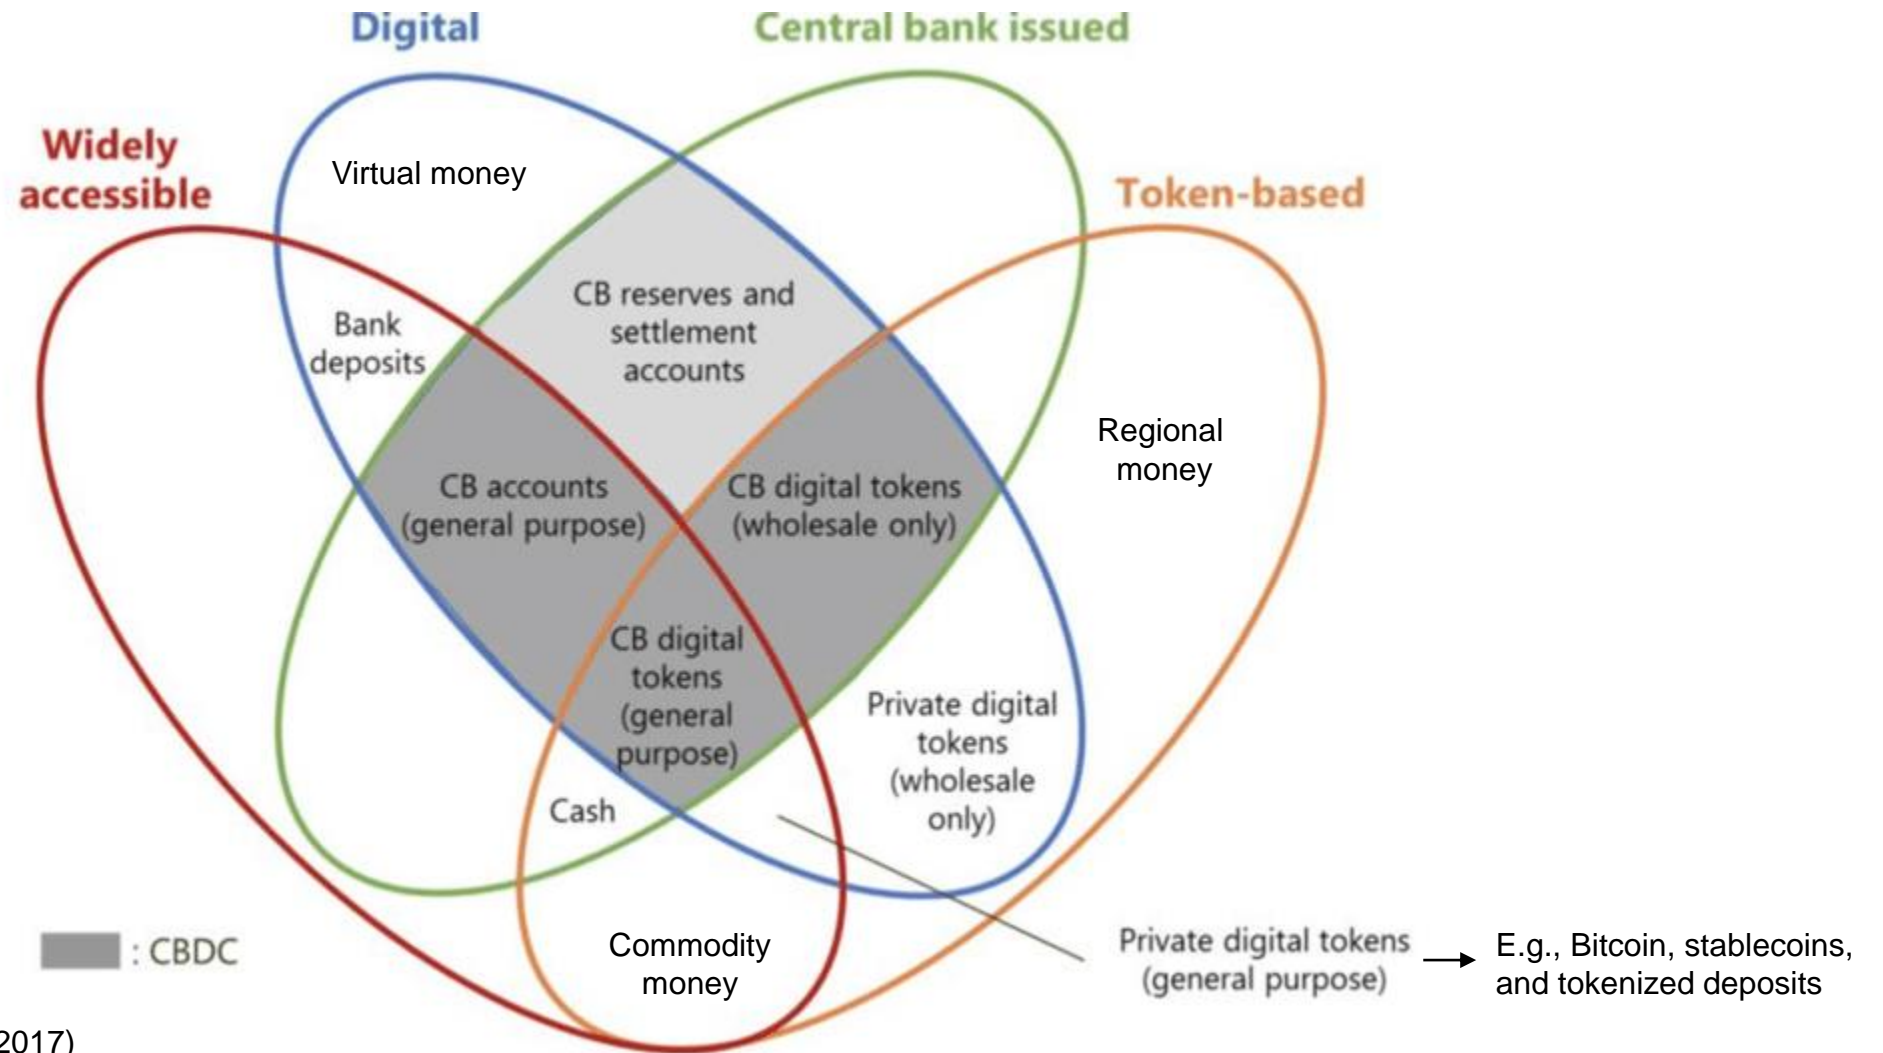 Digital
Central bank issued
Widely
accessible
Token-based
Virtual money
CB reserves and
settlement
accounts
Bank
deposits
Regional
money
CB accounts
(general purpose)
CB digital tokens
(wholesale only)
CB digital
tokens
(general
purpose)
Private digital
tokens
(wholesale
only)
Cash
Commodity
money
: CBDC
Private digital tokens
(general purpose)
E.g., Bitcoin, stablecoins,
and tokenized deposits
2017)